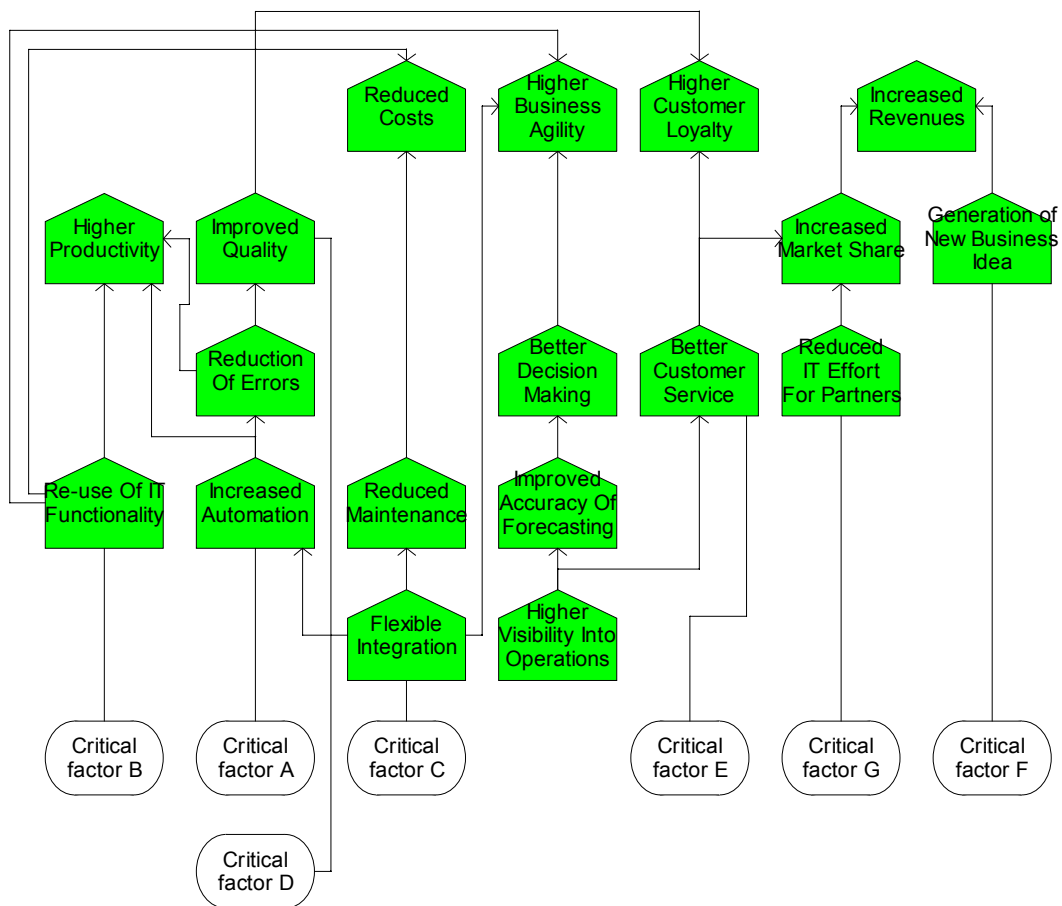 Reduced
Costs
Higher
Business
Agility
Higher
Customer
Loyalty
Increased
Revenues
Higher
Productivity
Improved
Quality
Increased
Market Share
Generation of
New Business
Idea
Reduction
Of Errors
Better
Decision
Making
Better
Customer
Service
Reduced
IT Effort
For Partners
Re-use Of IT
Functionality
Increased
Automation
Reduced
Maintenance
Improved
Accuracy Of
Forecasting
Flexible
Integration
Higher
Visibility Into
Operations
Critical
factor B
Critical
factor A
Critical
factor C
Critical
factor E
Critical
factor G
Critical
factor F
Critical
factor D